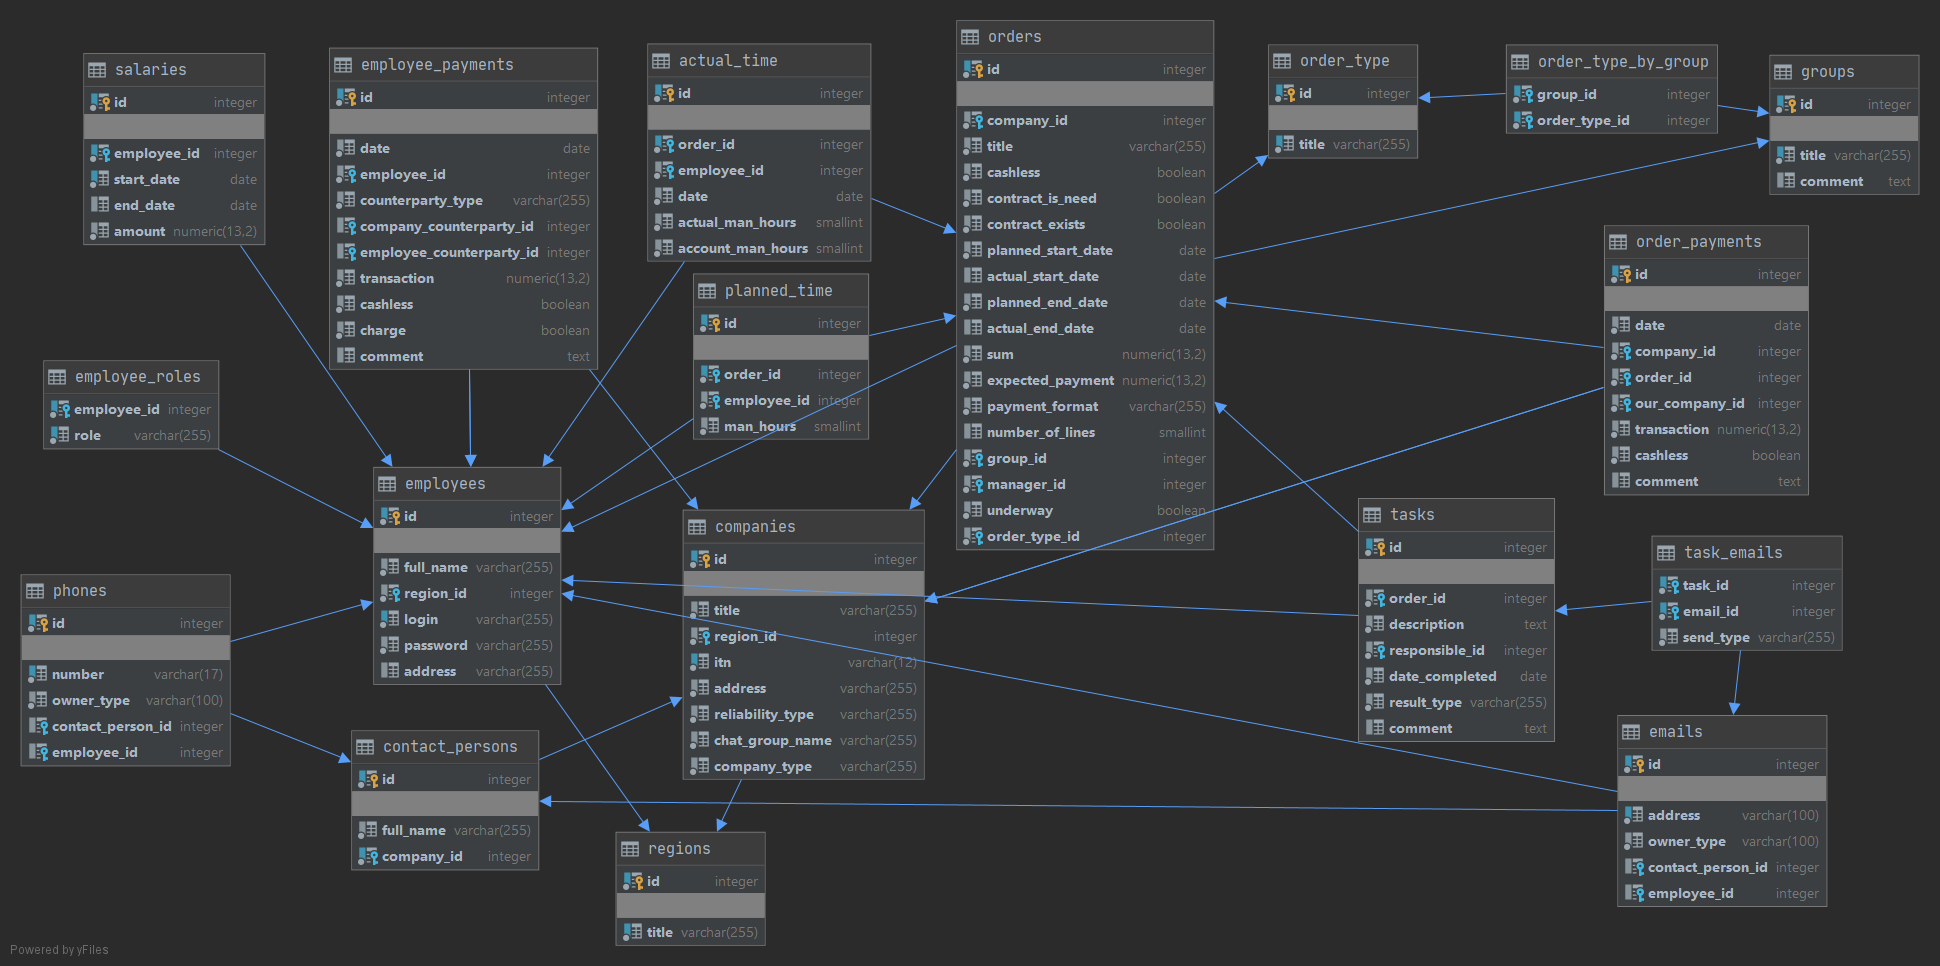 salaries
id integer
employee_id integer
start_date date
end_date date
amount numeric(13,2)
employee_payments
id integer
date date
employee_id integer
counterparty_type varchar(255)
company_counterparty_id integer
employee_counterparty_id integer
transaction numeric(13,2)
cashless boolean
charge boolean
comment text
actual_time
id integer
order_id integer
employee_id integer
date date
actual_man_hours smallint
account_man_hours smallint
planned_time
id integer
order_id integer
employee_id integer
man_hours smallint
orders
id integer
company_id integer
title varchar(255)
cashless boolean
contract_is_need boolean
contract_exists boolean
planned_start_date date
actual_start_date date
planned_end_date date
actual_end_date date
sum numeric(13,2)
expected_payment numeric(13,2)
payment_format varchar(255)
number_of_lines smallint
group_id integer
manager_id integer
underway boolean
order_type_id integer
order_type
id integer
title varchar(255)
order_type_by_group
group_id integer
order_type_id integer
groups
id integer
title varchar(255)
comment text
order_payments
id integer
date date
company_id integer
order_id integer
our_company_id integer
transaction numeric(13,2)
cashless boolean
comment text
employee_roles
employee_id integer
role varchar(255)
employees
id integer
full_name varchar(255)
region_id integer
login varchar(255)
password varchar(255)
address varchar(255)
companies
id integer
title varchar(255)
region_id integer
itn varchar(12)
address varchar(255)
reliability_type varchar(255)
chat_group_name varchar(255)
company_type varchar(255)
tasks
id integer
order_id integer
description text
responsible_id integer
date_completed date
result_type varchar(255)
comment text
task_emails
task_id integer
email_id integer
send_type varchar(255)
phones
id integer
number varchar(17)
owner_type varchar(100)
contact_person_id integer
employee_id integer
contact_persons
id integer
full_name varchar(255)
company_id integer
emails
id integer
address varchar(100)
owner_type varchar(100)
contact_person_id integer
employee_id integer
regions
id integer
title varchar(255)
Powered by yFiles